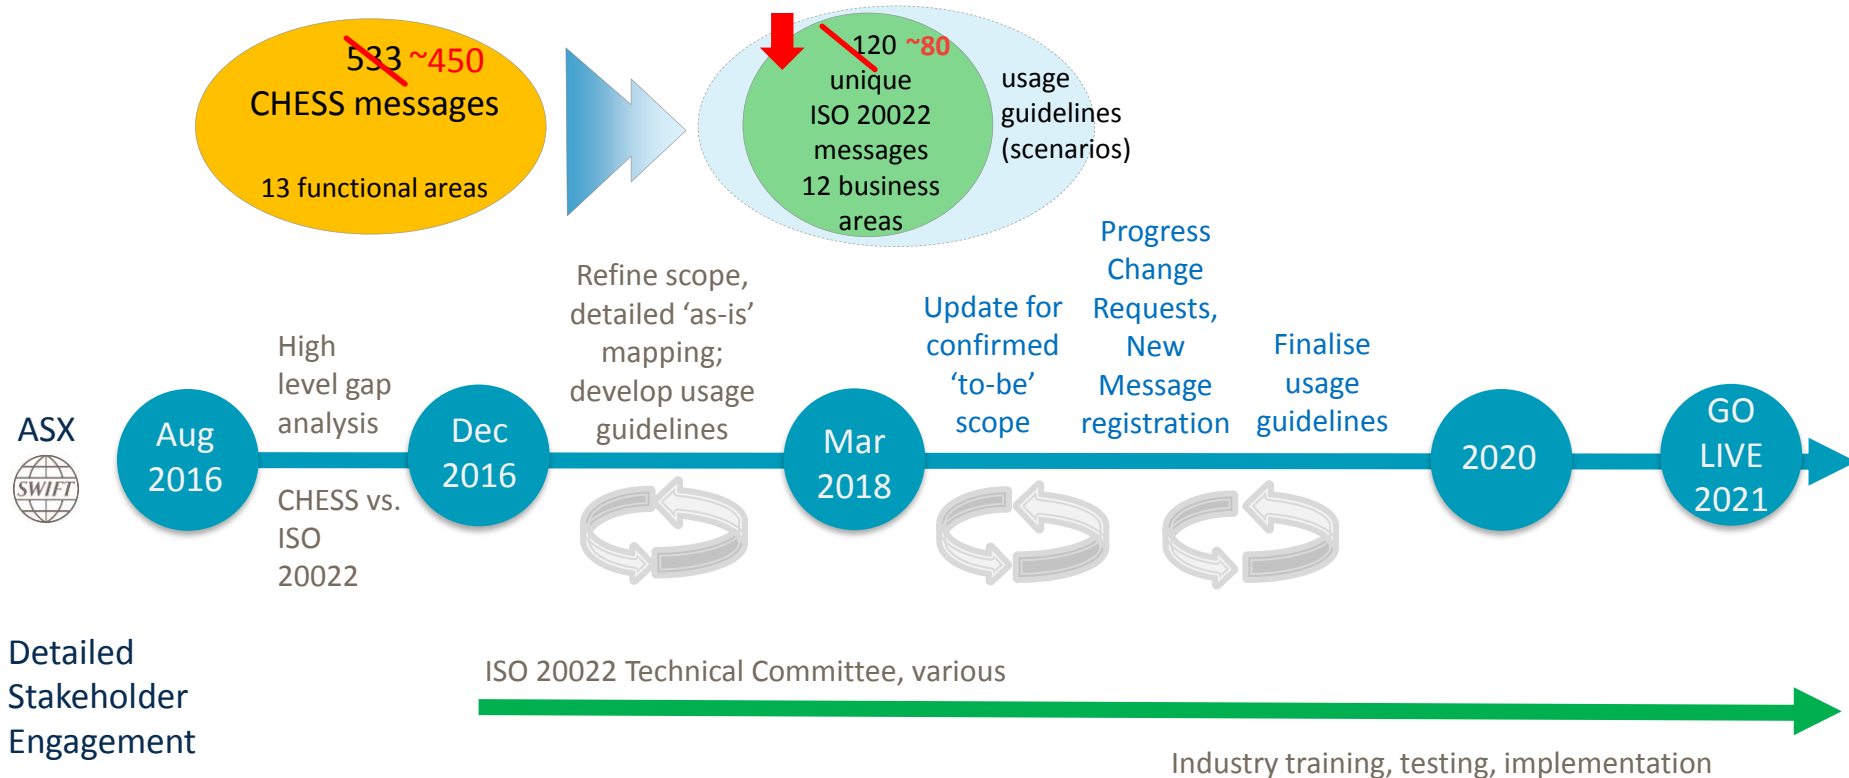 533 ~450
CHESS messages
13 functional areas
120 ~80
unique
ISO 20022
messages
12 business
areas
usage
guidelines
(scenarios)
High
level gap
analysis
Refine scope,
detailed ‘as-is’
mapping;
develop usage
guidelines
Update for
confirmed
‘to-be’
scope
Progress
Change
Requests,
New
Message
registration
Finalise
usage
guidelines
ASX
SWIFT
Aug
2016
Dec
2016
Mar
2018
2020
GO
LIVE
2021
CHESS vs.
ISO
20022
Detailed
Stakeholder
Engagement
ISO 20022 Technical Committee, various
Industry training, testing, implementation